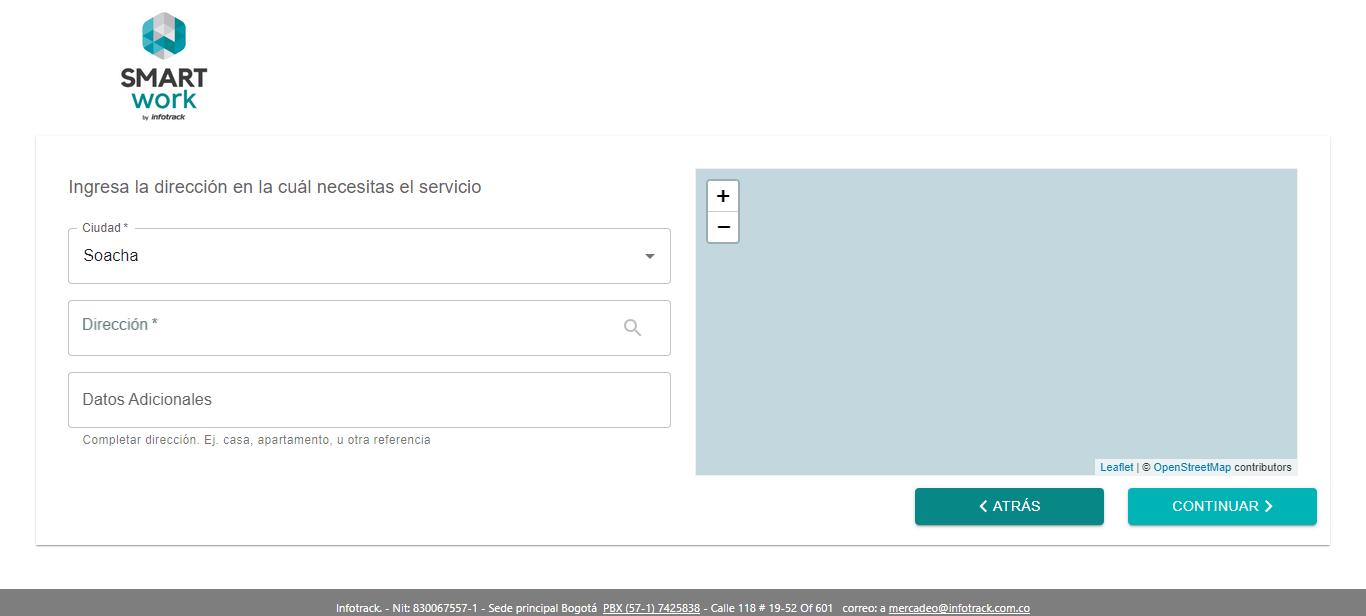 SMART
work
by infotrack
Ingresa la dirección en la cuál necesitas el servicio
Ciudad *
Soacha
Dirección *
Datos Adicionales
Completar dirección. Ej. casa, apartamento, u otra referencia
+
−
Leaflet | © OpenStreetMap contributors
ATRÁS
CONTINUAR
Infotrack. - Nit: 830067557-1 - Sede principal Bogotá PBX (57-1) 7425838 - Calle 118 # 19-52 Of 601 correo: a mercadeo@infotrack.com.co